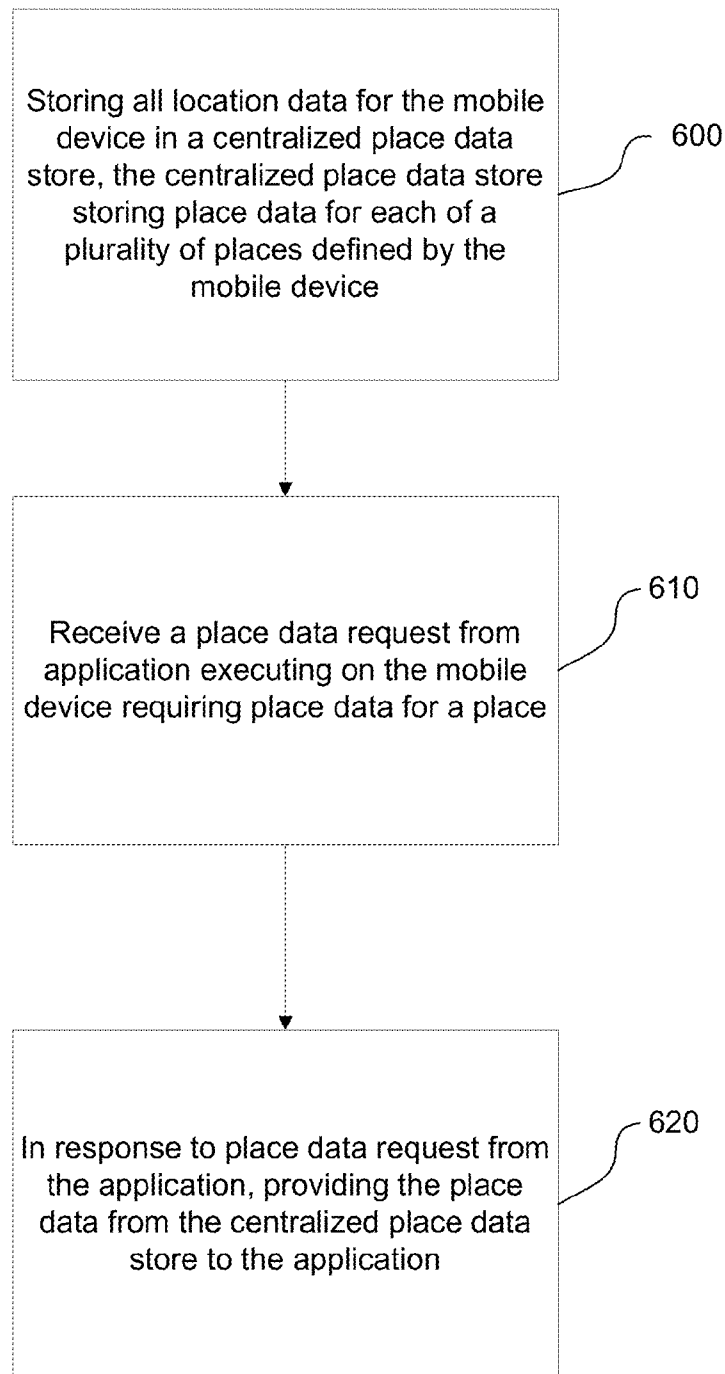 Storing all location data for the mobile
device in a centralized place data
store, the centralized place data store
storing place data for each of a
plurality of places defined by the
mobile device
600
Receive a place data request from
application executing on the mobile
device requiring place data for a place
610
In response to place data request from
the application, providing the place
data from the centralized place data
store to the application
620